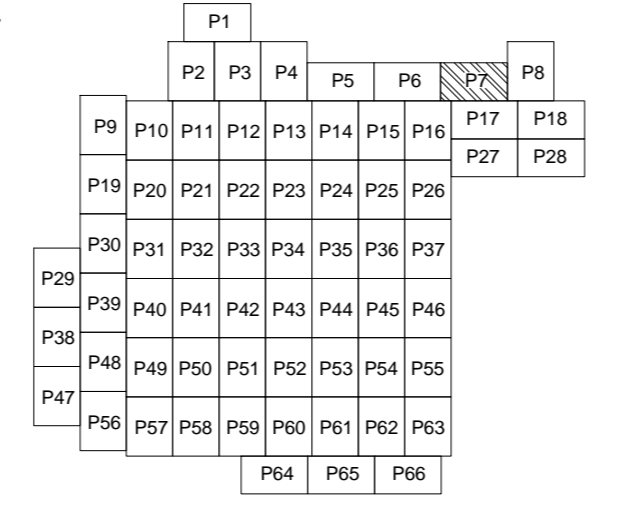 P1
P2 P3 P4 P5 P6 P7 P8
P9 P10 P11 P12 P13 P14 P15 P16 P17 P18
P27 P28
P19 P20 P21 P22 P23 P24 P25 P26
P29 P30 P31 P32 P33 P34 P35 P36 P37
P38 P39 P40 P41 P42 P43 P44 P45 P46
P47 P48 P49 P50 P51 P52 P53 P54 P55
P56 P57 P58 P59 P60 P61 P62 P63
P64 P65 P66